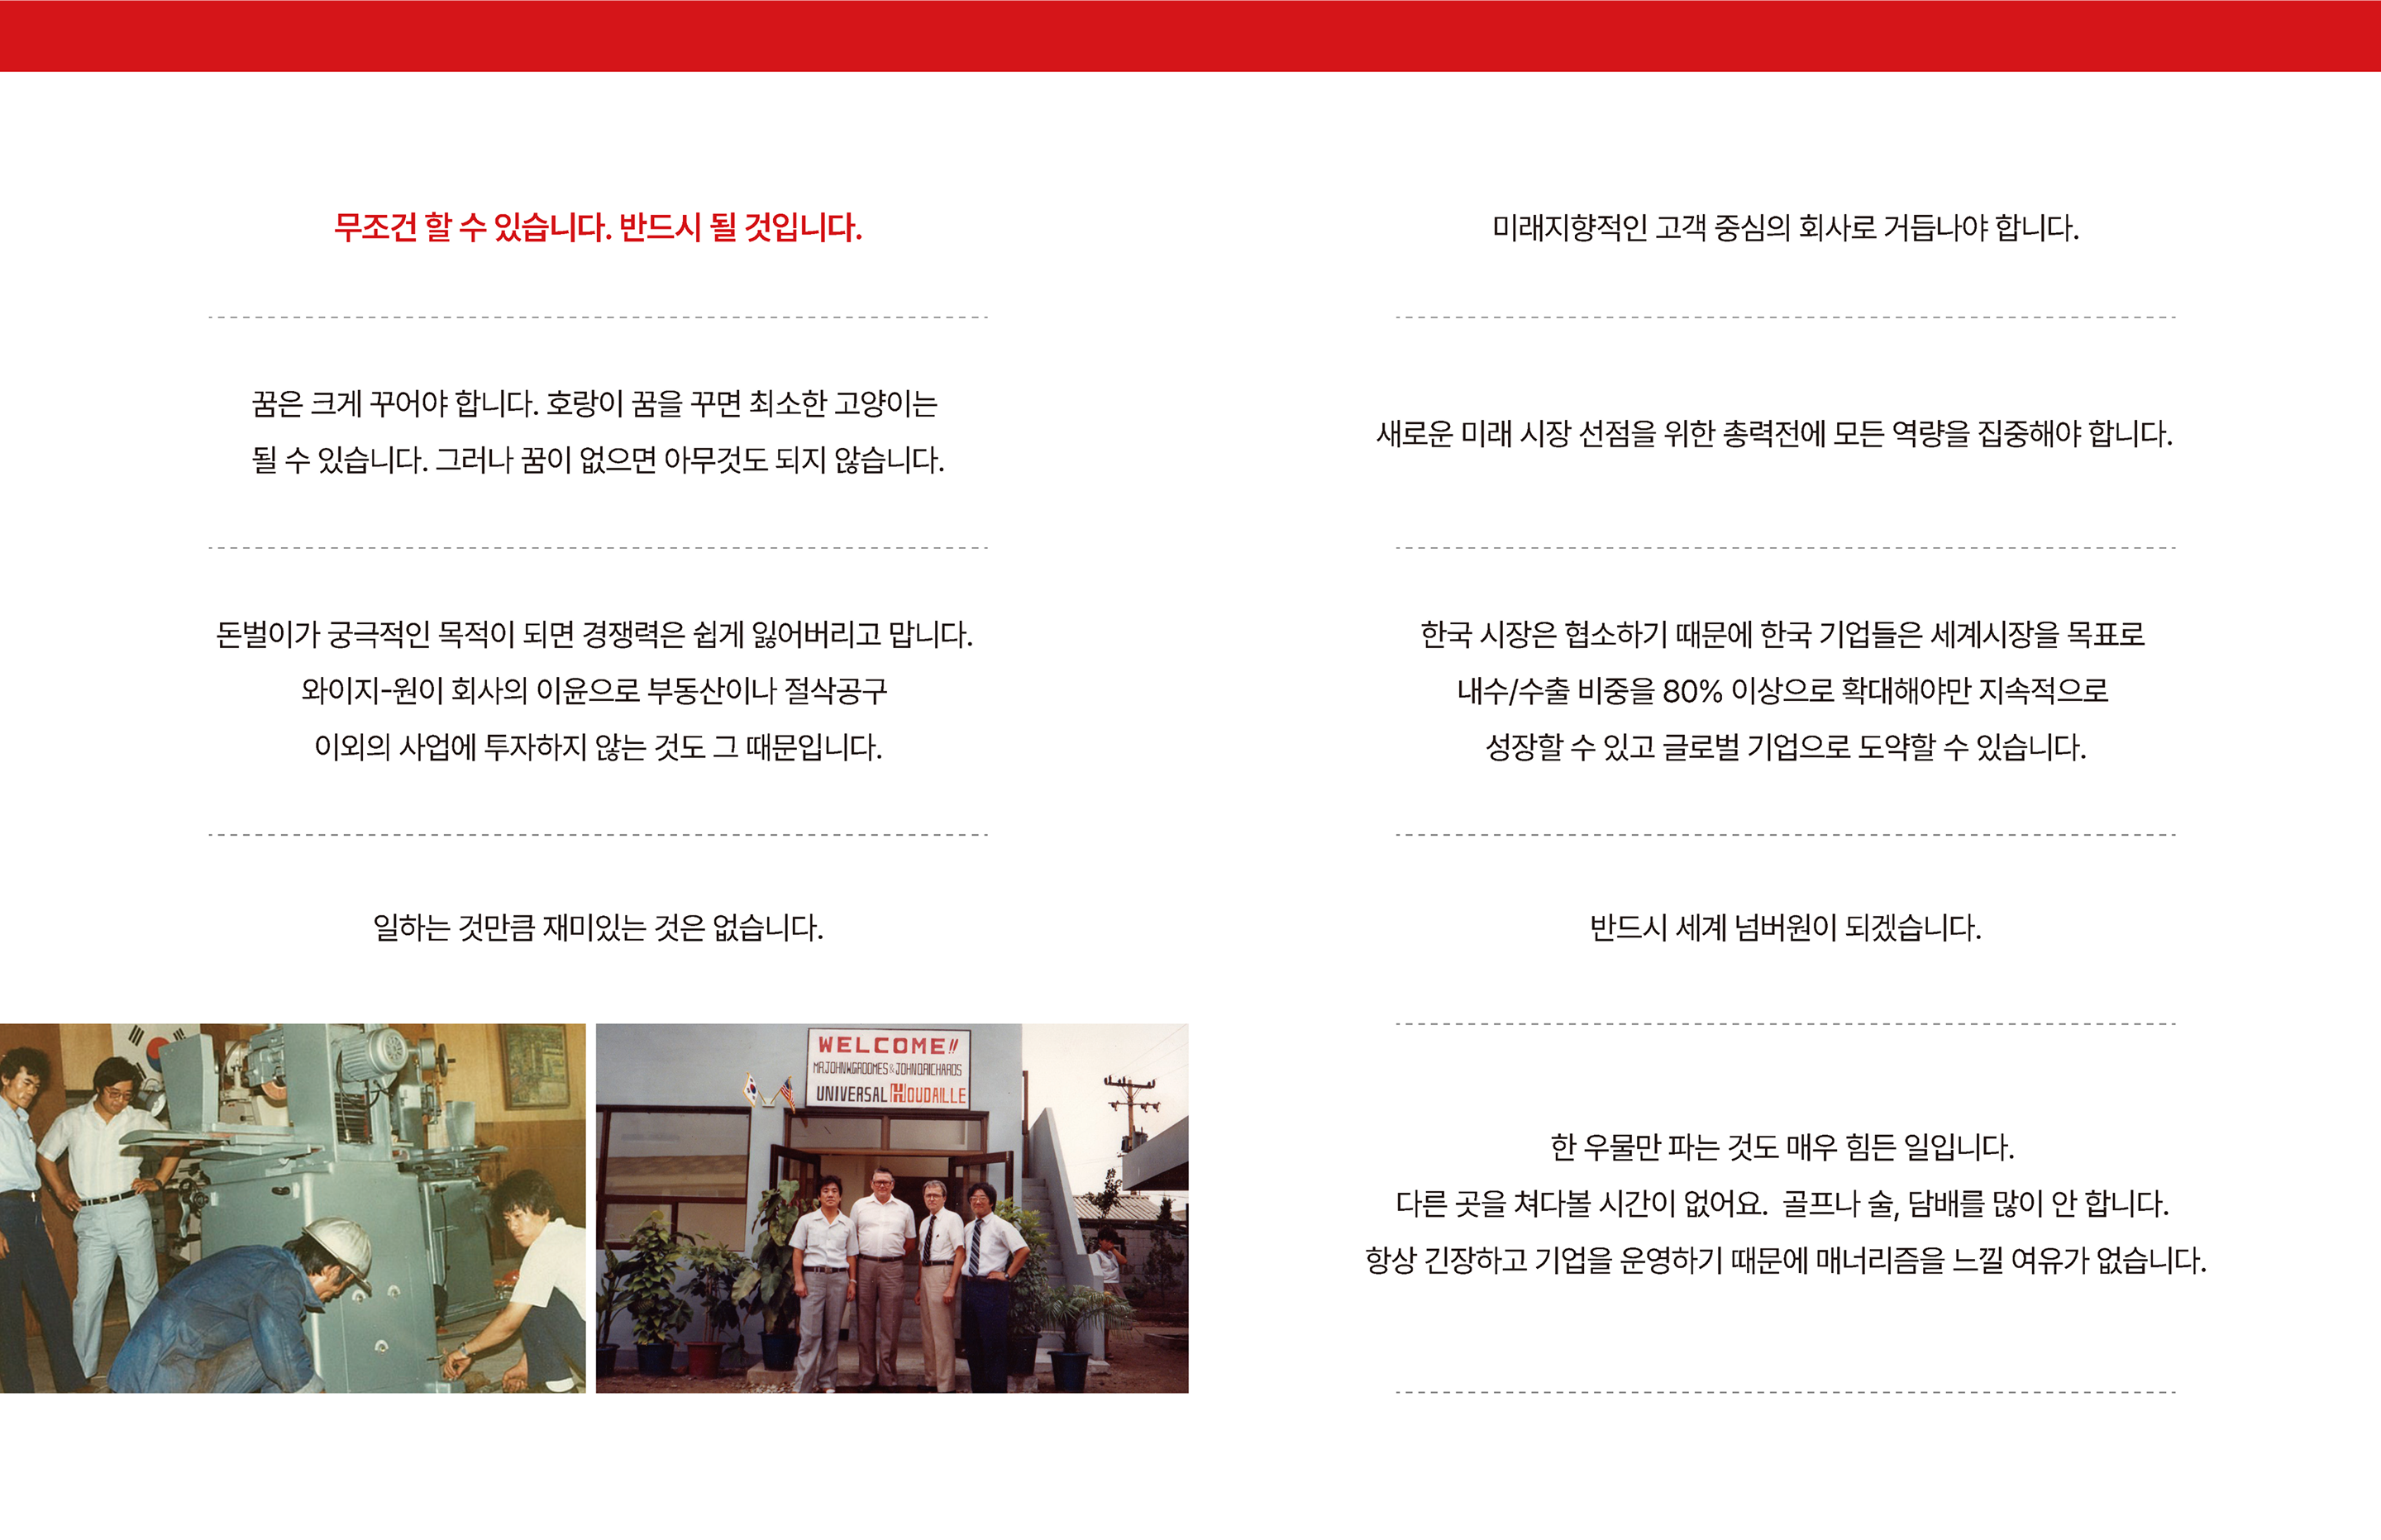 무조건 할 수 있습니다. 반드시 될 것입니다.
꿈은 크게 꾸어야 합니다. 호랑이 꿈을 꾸면 최소한 고양이는
될 수 있습니다. 그러나 꿈이 없으면 아무것도 되지 않습니다.
돈벌이가 궁극적인 목적이 되면 경쟁력은 쉽게 잃어버리고 맙니다.
와이지-원이 회사의 이윤으로 부동산이나 절삭공구
이외의 사업에 투자하지 않는 것도 그 때문입니다.
일하는 것만큼 재미있는 것은 없습니다.
WELCOME!!
MR.JOHN.W.GROOMES & JOHN.D.RICHARDS
UNIVERSAL HOUDAILLE
미래지향적인 고객 중심의 회사로 거듭나야 합니다.
새로운 미래 시장 선점을 위한 총력전에 모든 역량을 집중해야 합니다.
한국 시장은 협소하기 때문에 한국 기업들은 세계시장을 목표로
내수/수출 비중을 80% 이상으로 확대해야만 지속적으로
성장할 수 있고 글로벌 기업으로 도약할 수 있습니다.
반드시 세계 넘버원이 되겠습니다.
한 우물만 파는 것도 매우 힘든 일입니다.
다른 곳을 쳐다볼 시간이 없어요. 골프나 술, 담배를 많이 안 합니다.
항상 긴장하고 기업을 운영하기 때문에 매너리즘을 느낄 여유가 없습니다.